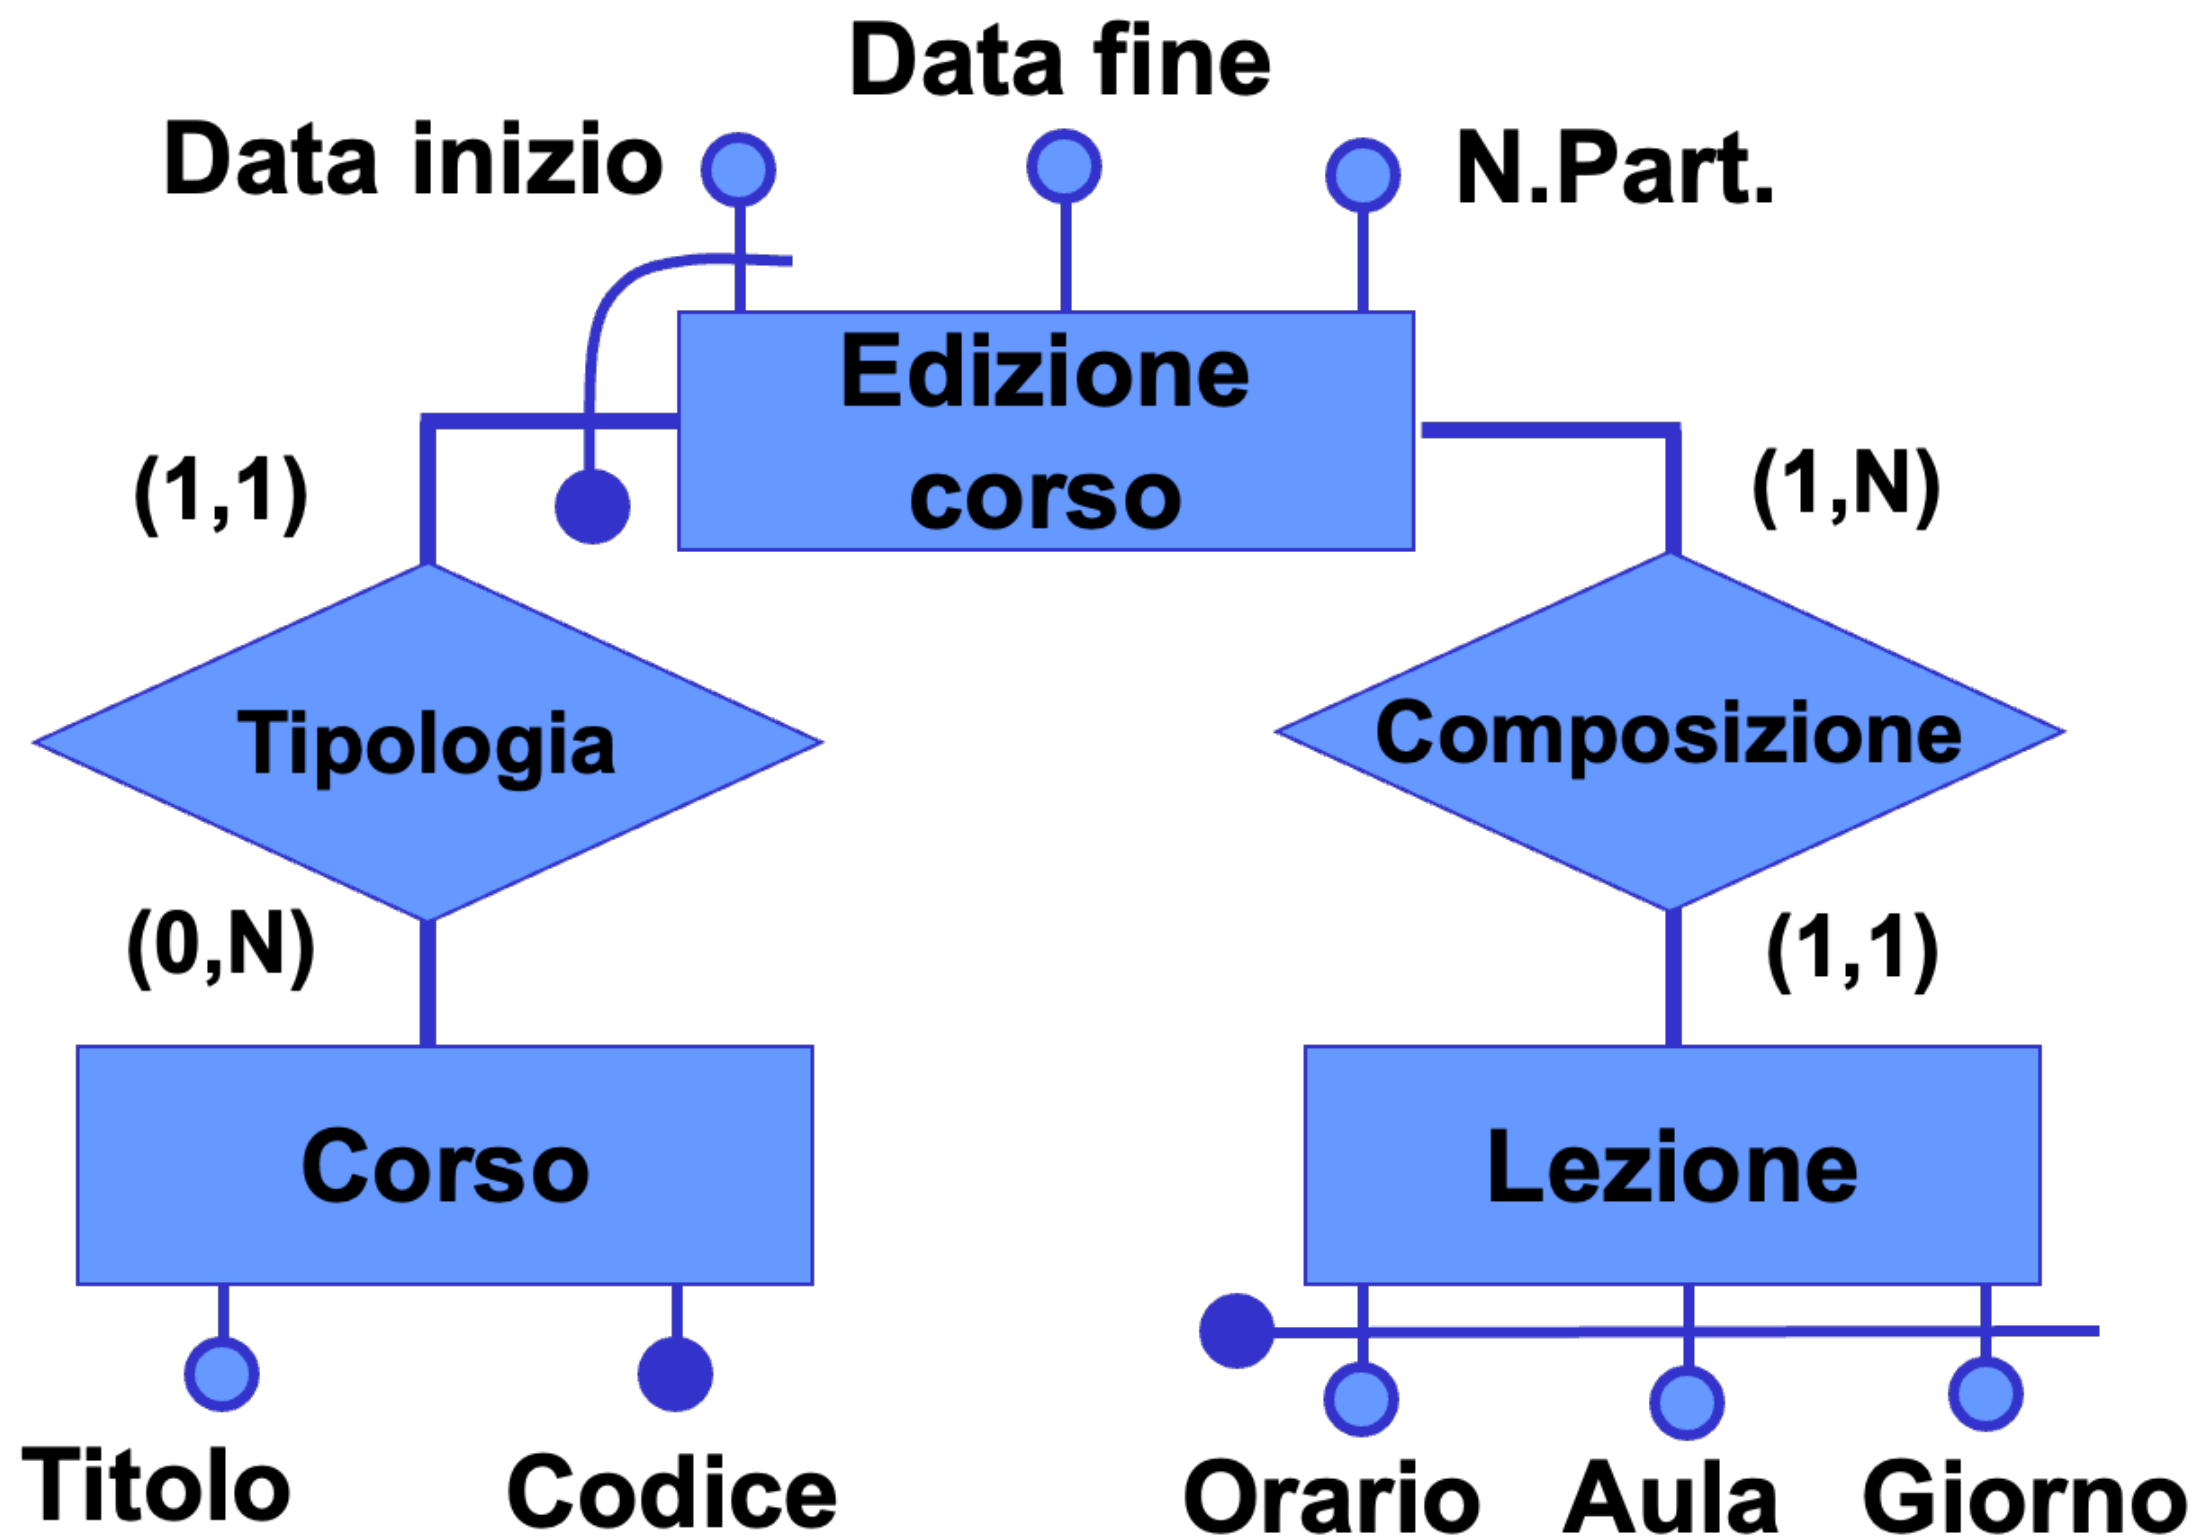 Data fine
Data inizio
N.Part.
Edizione
corso
(1,1)
(1,N)
Tipologia
Composizione
(0,N)
(1,1)
Corso
Lezione
Titolo
Codice
Orario
Aula
Giorno